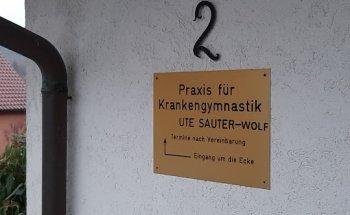 2
Praxis für
Krankengymnastik
UTE SAUTER-WOLF
Termine nach Vereinbarung
Eingang um die Ecke